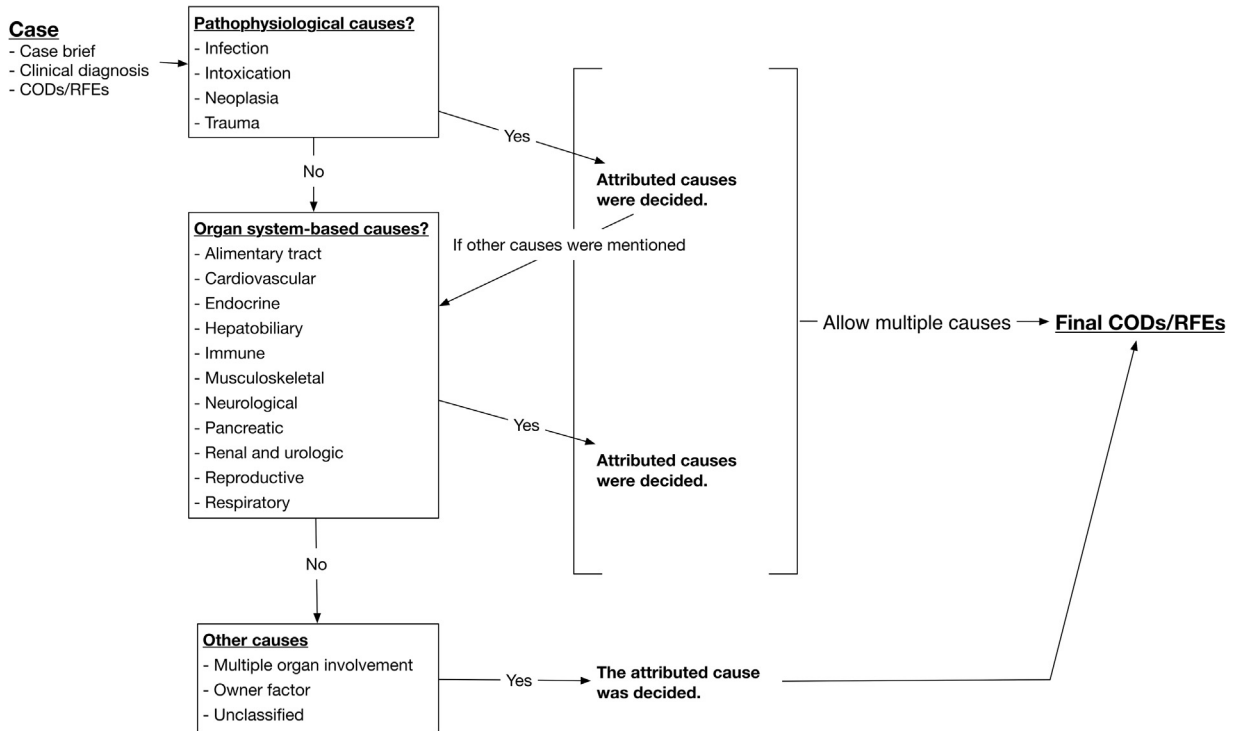 Case
- Case brief
- Clinical diagnosis
- CODs/RFEs
Pathophysiological causes?
- Infection
- Intoxication
- Neoplasia
- Trauma
Yes
No
Attributed causes
were decided.
Organ system-based causes?
- Alimentary tract
- Cardiovascular
- Endocrine
- Hepatobiliary
- Immune
- Musculoskeletal
- Neurological
- Pancreatic
- Renal and urologic
- Reproductive
- Respiratory
If other causes were mentioned
Allow multiple causes
Final CODs/RFEs
Yes
Attributed causes
were decided.
No
Other causes
- Multiple organ involvement
- Owner factor
- Unclassified
Yes
The attributed cause
was decided.